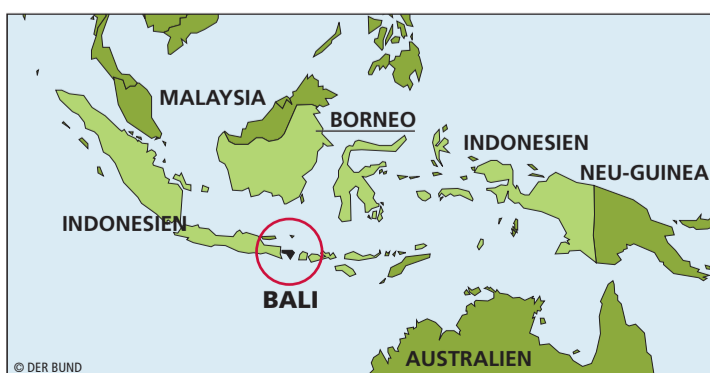 MALAYSIA
BORNEO
INDONESIEN
NEU-GUINEA
INDONESIEN
BALI
AUSTRALIEN
© DER BUND